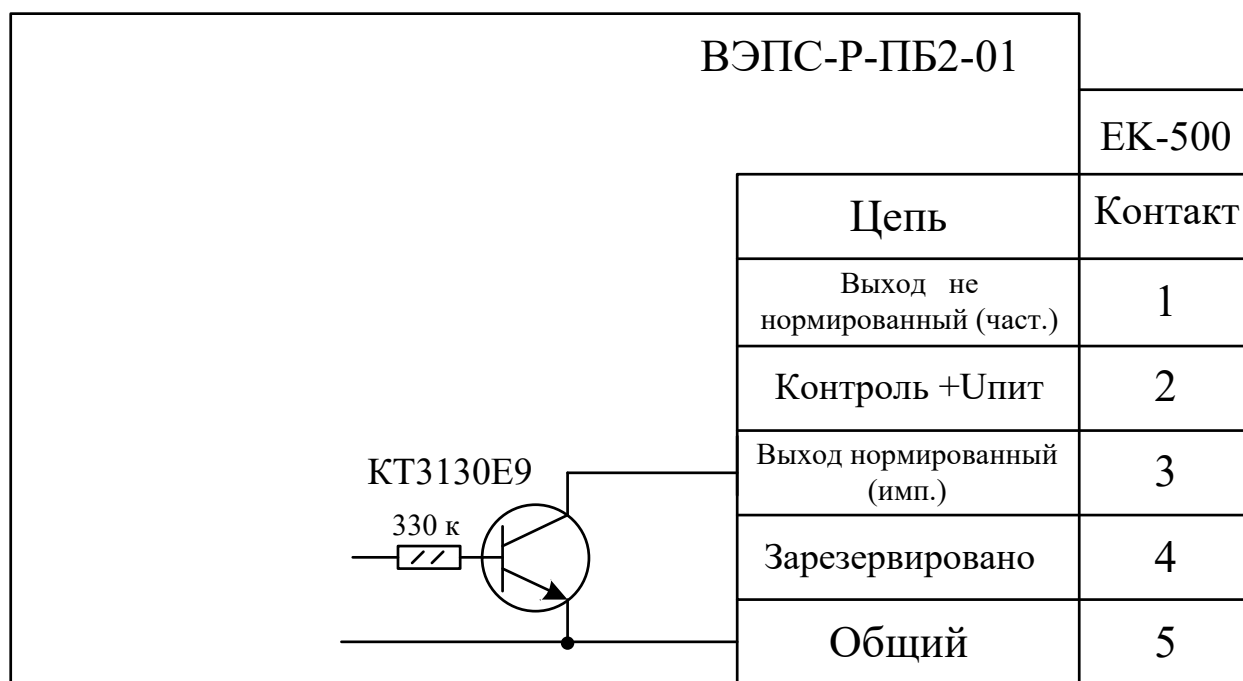 ВЭПС-Р-ПБ2-01
ЕК-500
Цепь
Контакт
Выход не
нормированный (част.)
1
Контроль +Uпит
2
Выход нормированный
(имп.)
3
КТ3130Е9
330 к
Зарезервировано
4
Общий
5